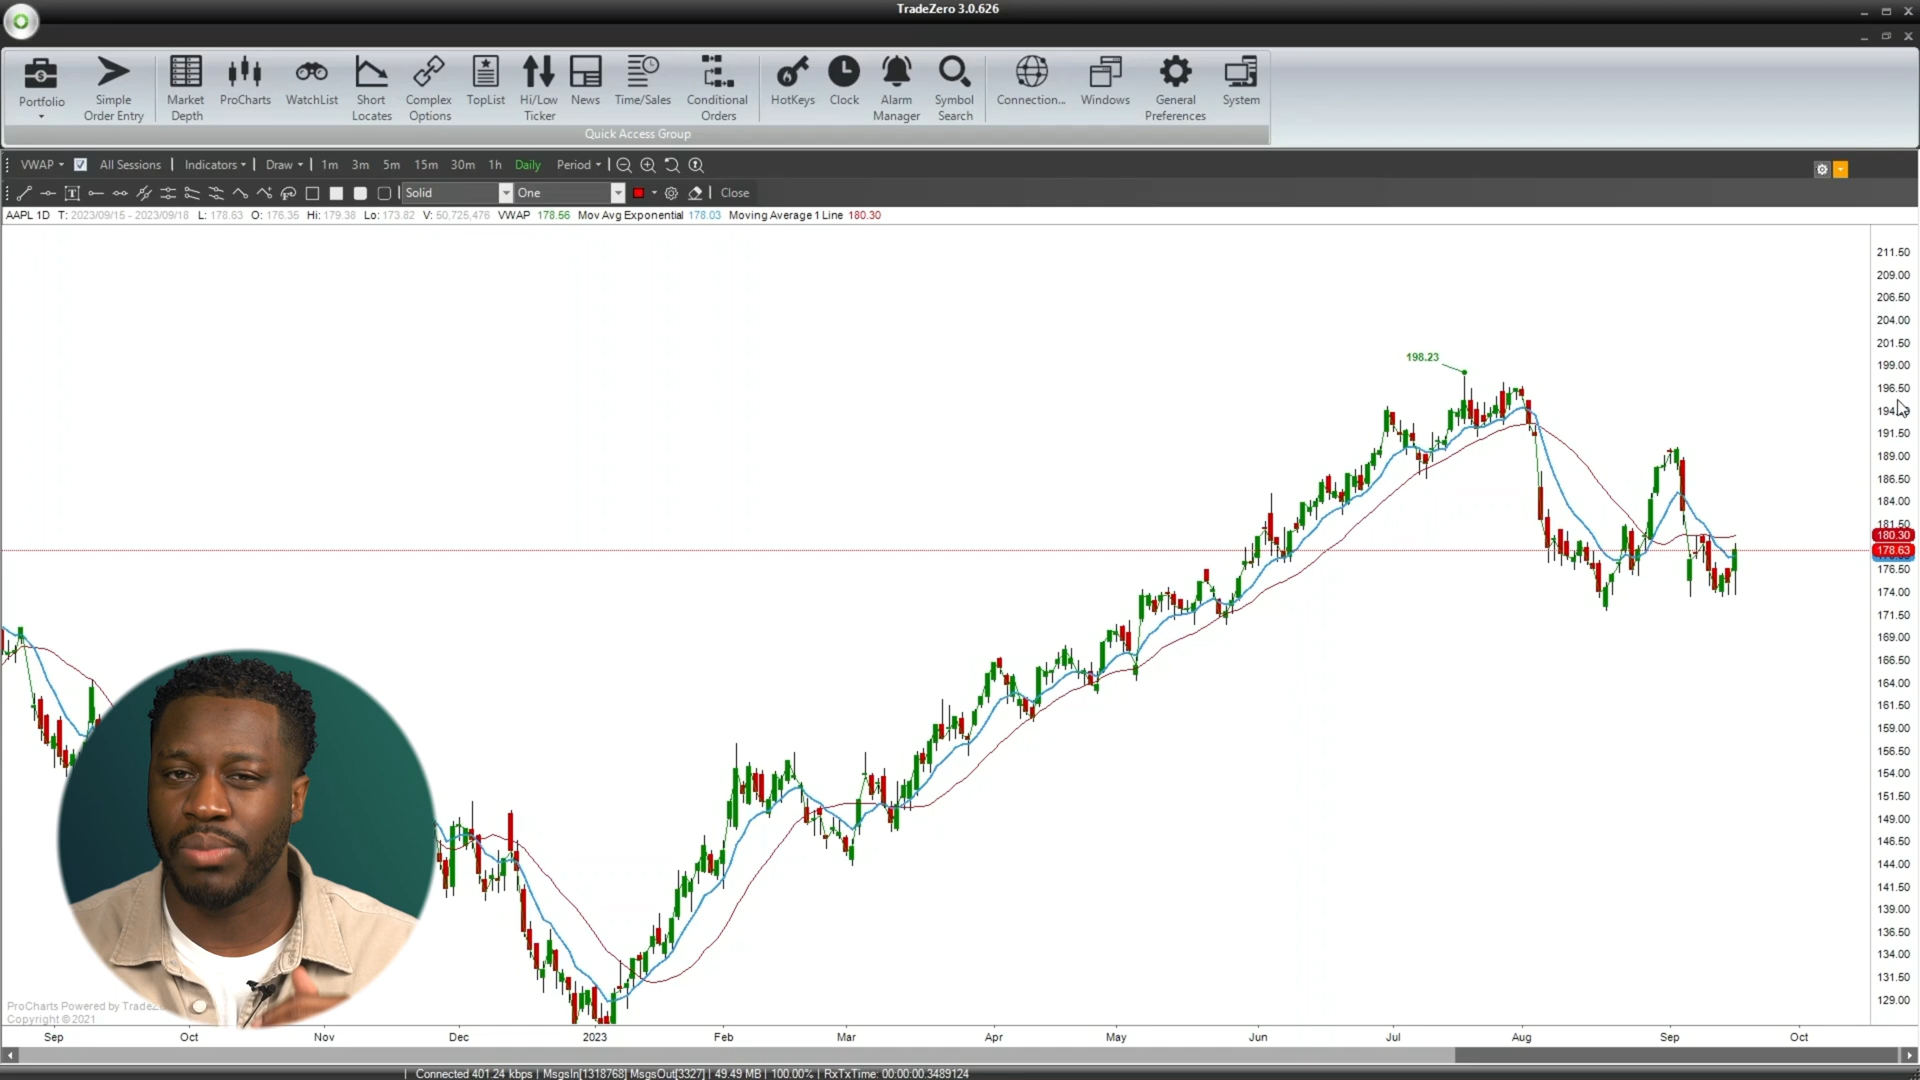 TradeZero 3.0.626
Portfolio
Simple Order Entry
Market Depth
ProCharts
WatchList
Short Locates
Complex Options
TopList
Hi/Low Ticker
News
Time/Sales
Conditional Orders
HotKeys
Clock
Alarm Manager
Symbol Search
Connection...
Windows
General Preferences
System
Quick Access Group
VWAP All Sessions Indicators Draw 1m 3m 5m 15m 30m 1h Daily Period
Solid One Close
AAPL 1D T: 2023/09/15 - 2023/09/18 L: 178.63 O: 176.35 Hi: 179.38 Lo: 173.82 V: 50,725,476 VWAP 178.56 Mov Avg Exponential 178.03 Moving Average 1 Line 180.30
211.50
209.00
206.50
204.00
201.50
198.23
199.00
196.50
191.50
189.00
186.50
184.00
181.50
180.30
178.63
176.50
174.00
171.50
169.00
166.50
164.00
161.50
159.00
156.50
154.00
151.50
149.00
146.50
144.00
141.50
139.00
136.50
134.00
131.50
129.00
ProCharts Powered by
Copyright ©2021
Sep Oct Nov Dec 2023 Feb Mar Apr May Jun Jul Aug Sep Oct
Connected 401.24 kbps | MsgsIn[1318768] MsgsOut[3327] | 49.49 MB | 100.00% | RxTxTime: 00:00:00.3489124